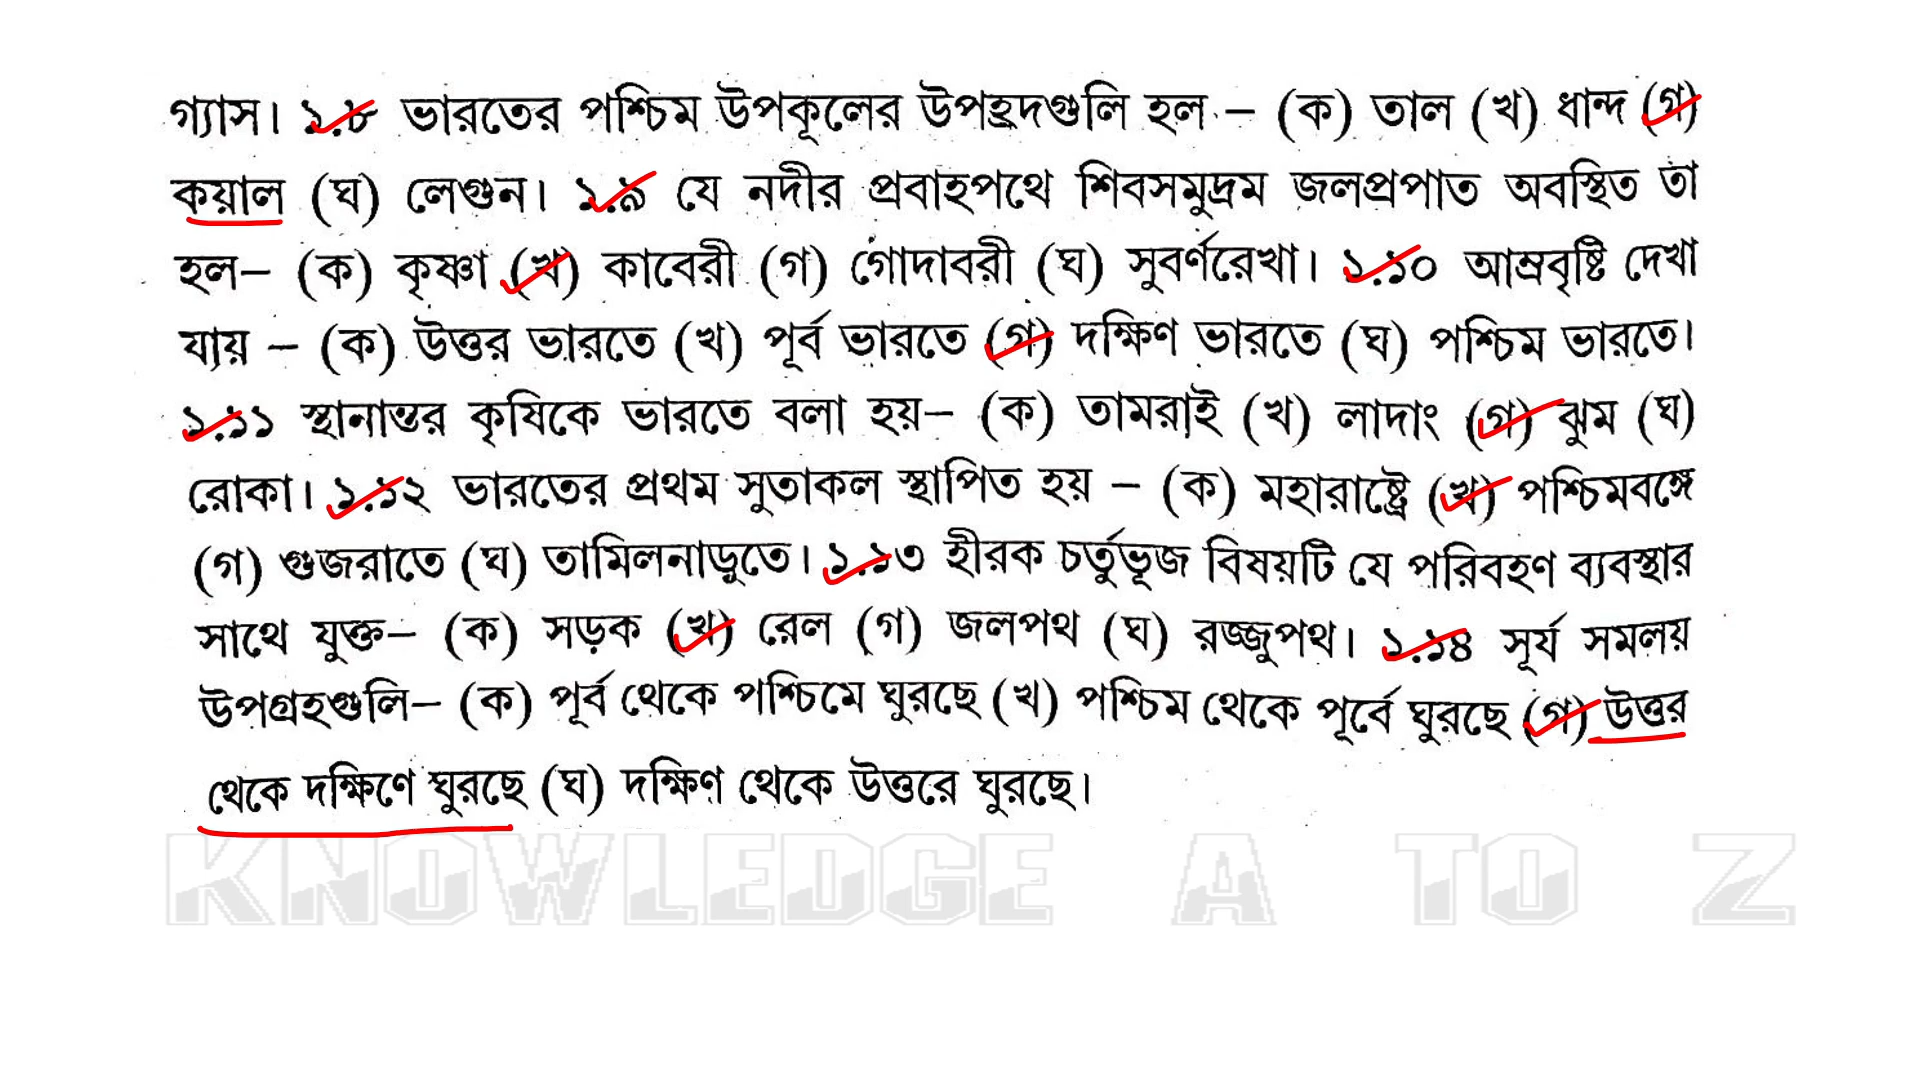 গ্যাস। ১.৮ ভারতের পশ্চিম উপকূলের উপহ্রদগুলি হল – (ক) তাল (খ) ধান্দ (গ)
কয়াল (ঘ) লেগুন। ১.৯ যে নদীর প্রবাহপথে শিবসমুদ্রম জলপ্রপাত অবস্থিত তা
হল– (ক) কৃষ্ণা (খ) কাবেরী (গ) গোদাবরী (ঘ) সুবর্ণরেখা। ১.১০ আম্রবৃষ্টি দেখা
যায় – (ক) উত্তর ভারতে (খ) পূর্ব ভারতে (গ) দক্ষিণ ভারতে (ঘ) পশ্চিম ভারতে।
১.১১ স্থানান্তর কৃষিকে ভারতে বলা হয়– (ক) তামরাই (খ) লাদাং (গ) ঝুম (ঘ)
রোকা। ১.১২ ভারতের প্রথম সুতাকল স্থাপিত হয় – (ক) মহারাষ্ট্রে (খ) পশ্চিমবঙ্গে
(গ) গুজরাতে (ঘ) তামিলনাড়ুতে। ১.১৩ হীরক চর্তুভূজ বিষয়টি যে পরিবহণ ব্যবস্থার
সাথে যুক্ত– (ক) সড়ক (খ) রেল (গ) জলপথ (ঘ) রজ্জুপথ। ১.১৪ সূর্য সমলয়
উপগ্রহগুলি– (ক) পূর্ব থেকে পশ্চিমে ঘুরছে (খ) পশ্চিম থেকে পূর্বে ঘুরছে (গ) উত্তর
থেকে দক্ষিণে ঘুরছে (ঘ) দক্ষিণ থেকে উত্তরে ঘুরছে।
KNOWLEDGE A TO Z